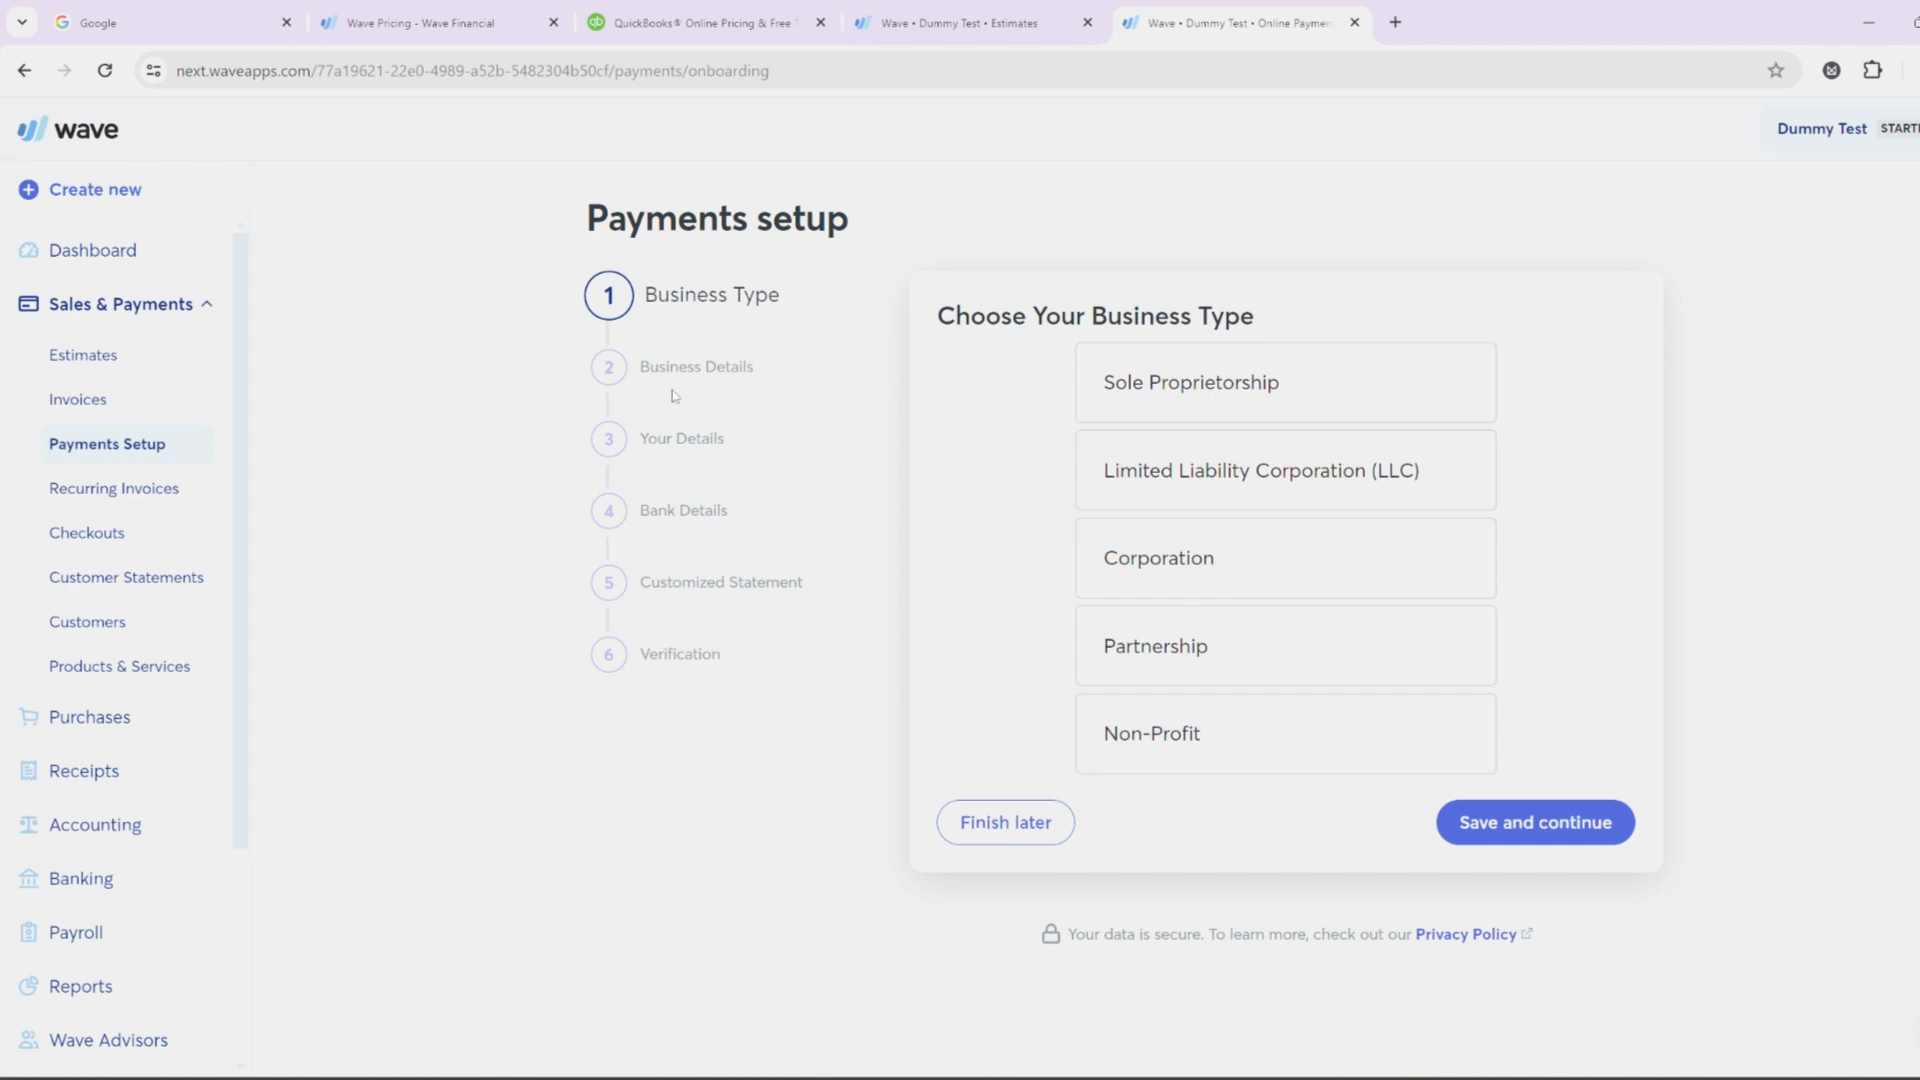 Google
Wave Pricing - Wave Financial
QuickBooks® Online Pricing & Free T
Wave • Dummy Test • Estimates
Wave • Dummy Test • Online Paymen
next.waveapps.com/77a19621-22e0-4989-a52b-5482304b50cf/payments/onboarding
wave
Dummy Test
START
Create new
Dashboard
Sales & Payments
Estimates
Invoices
Payments Setup
Recurring Invoices
Checkouts
Customer Statements
Customers
Products & Services
Purchases
Receipts
Accounting
Banking
Payroll
Reports
Wave Advisors
Payments setup
1 Business Type
2 Business Details
3 Your Details
4 Bank Details
5 Customized Statement
6 Verification
Choose Your Business Type
Sole Proprietorship
Limited Liability Corporation (LLC)
Corporation
Partnership
Non-Profit
Finish later
Save and continue
Your data is secure. To learn more, check out our Privacy Policy